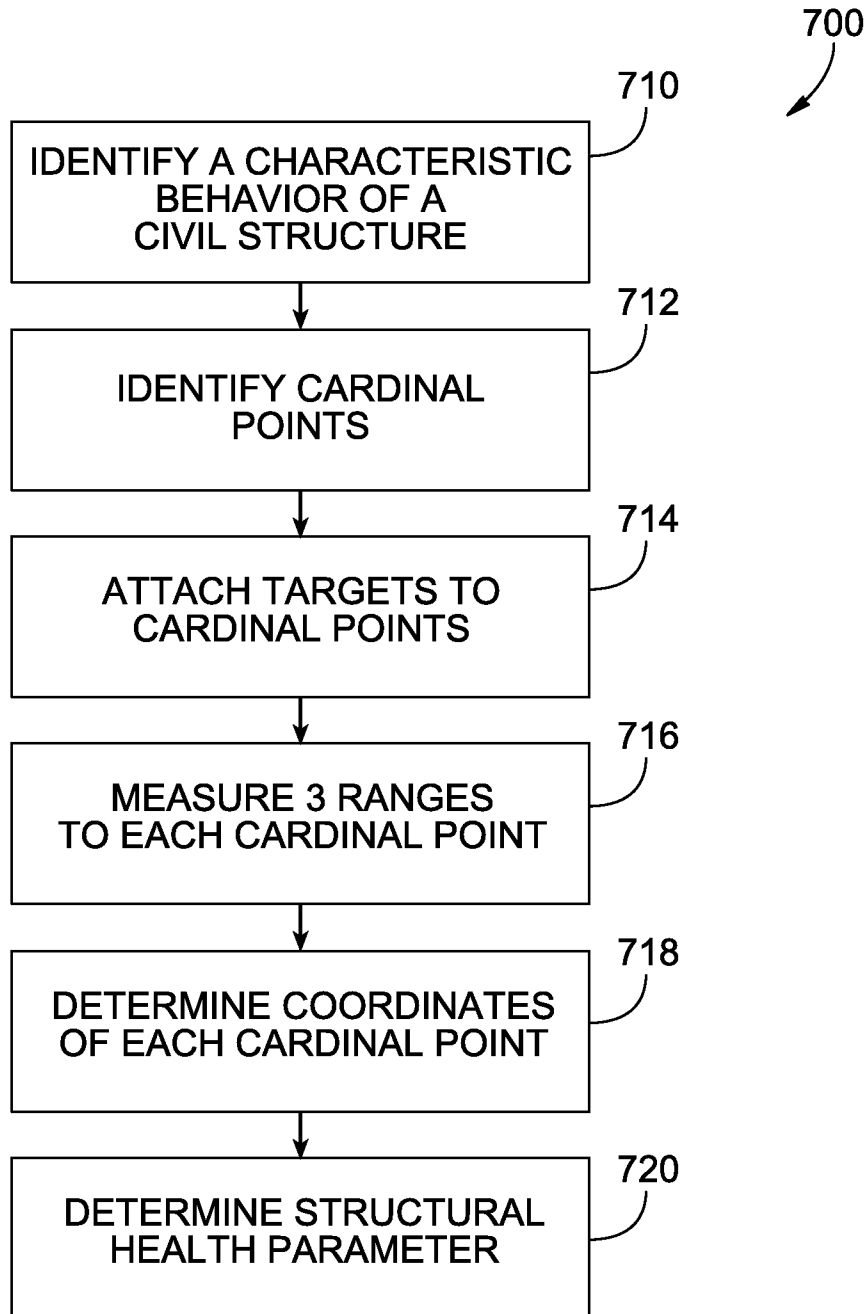 700
710
IDENTIFY A CHARACTERISTIC
BEHAVIOR OF A
CIVIL STRUCTURE
712
IDENTIFY CARDINAL
POINTS
714
ATTACH TARGETS TO
CARDINAL POINTS
716
MEASURE 3 RANGES
TO EACH CARDINAL POINT
718
DETERMINE COORDINATES
OF EACH CARDINAL POINT
720
DETERMINE STRUCTURAL
HEALTH PARAMETER